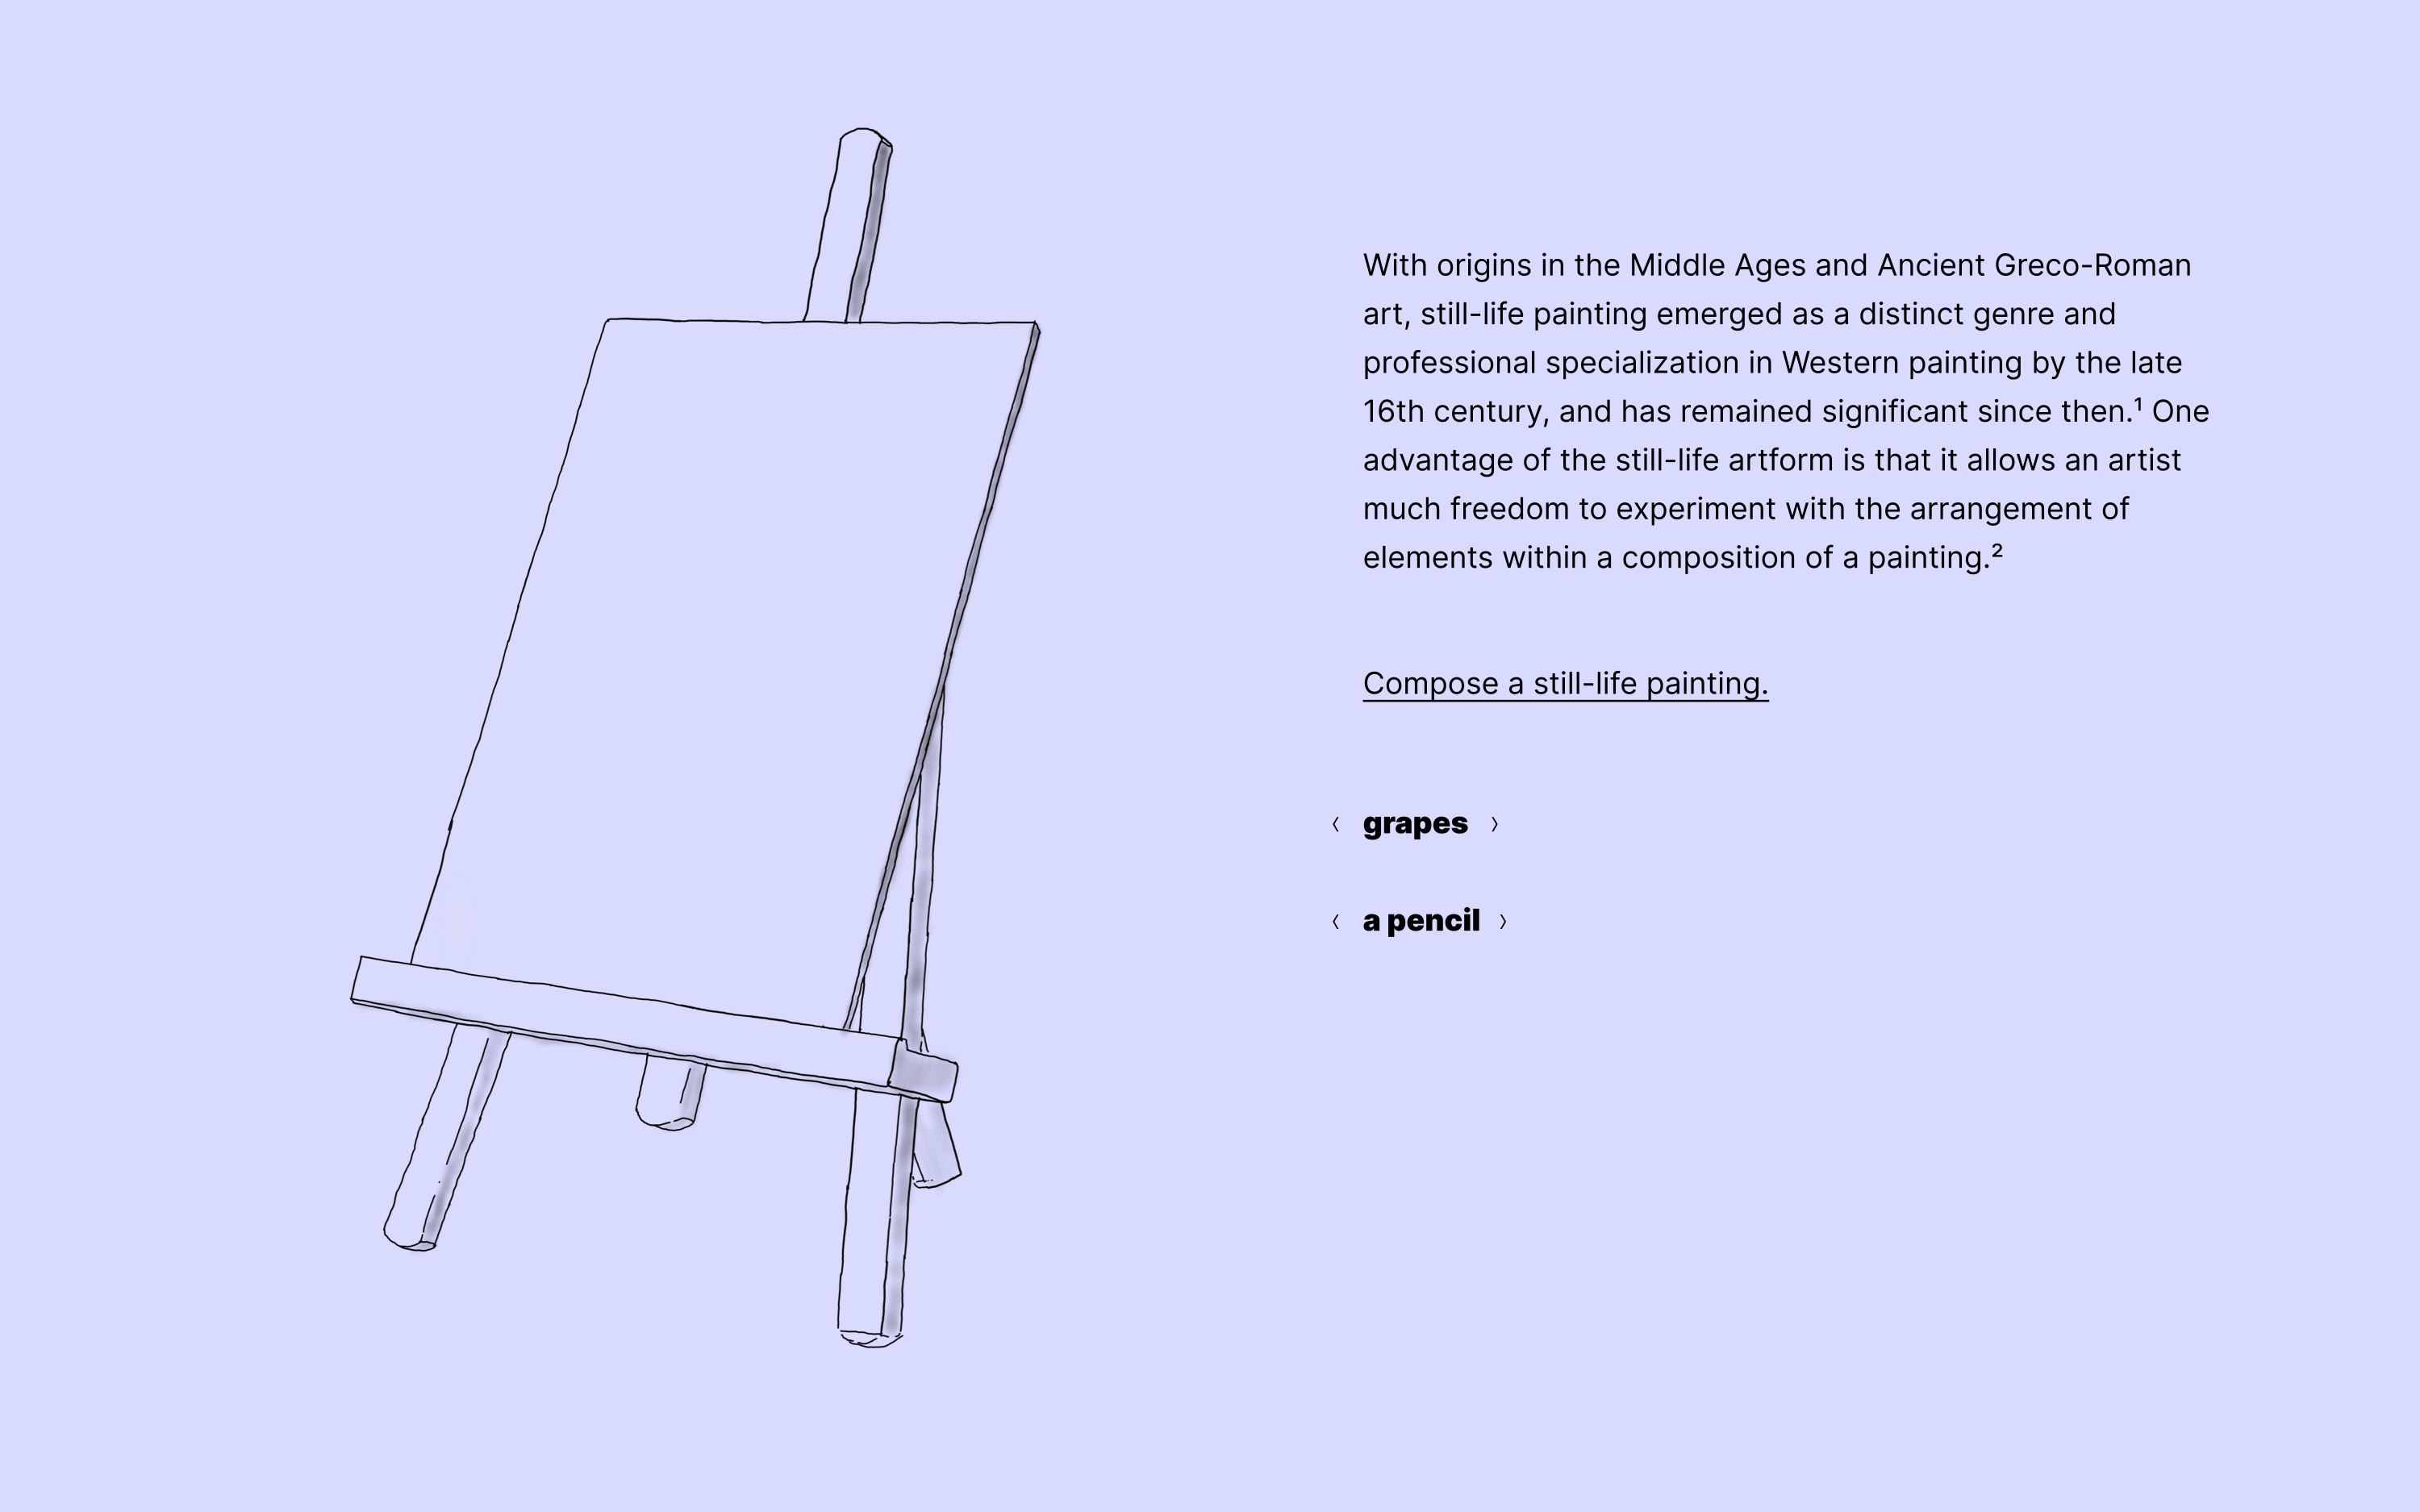 With origins in the Middle Ages and Ancient Greco-Roman
art, still-life painting emerged as a distinct genre and
professional specialization in Western painting by the late
16th century, and has remained significant since then.¹ One
advantage of the still-life artform is that it allows an artist
much freedom to experiment with the arrangement of
elements within a composition of a painting.²
Compose a still-life painting.
‹ grapes ›
‹ a pencil ›